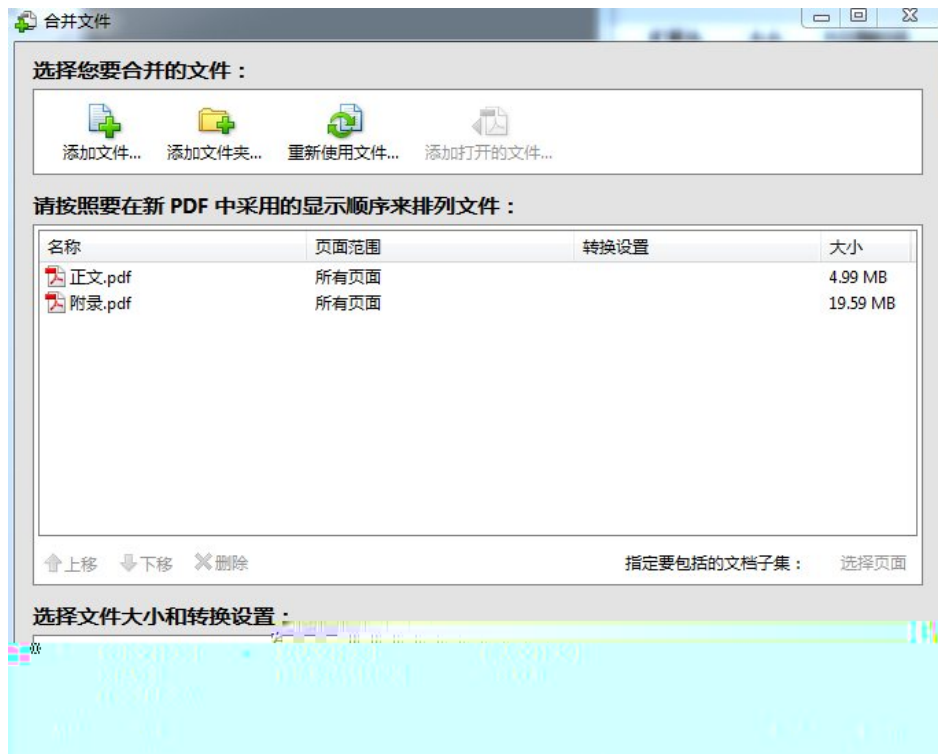 合并文件
选择您要合并的文件：
添加文件... 添加文件夹... 重新使用文件... 添加打开的文件...
请按照要在新 PDF 中采用的显示顺序来排列文件：
名称 页面范围 转换设置 大小
正文.pdf 所有页面 4.99 MB
附录.pdf 所有页面 19.59 MB
上移 下移 删除 指定要包括的文档子集： 选择页面
选择文件大小和转换设置：